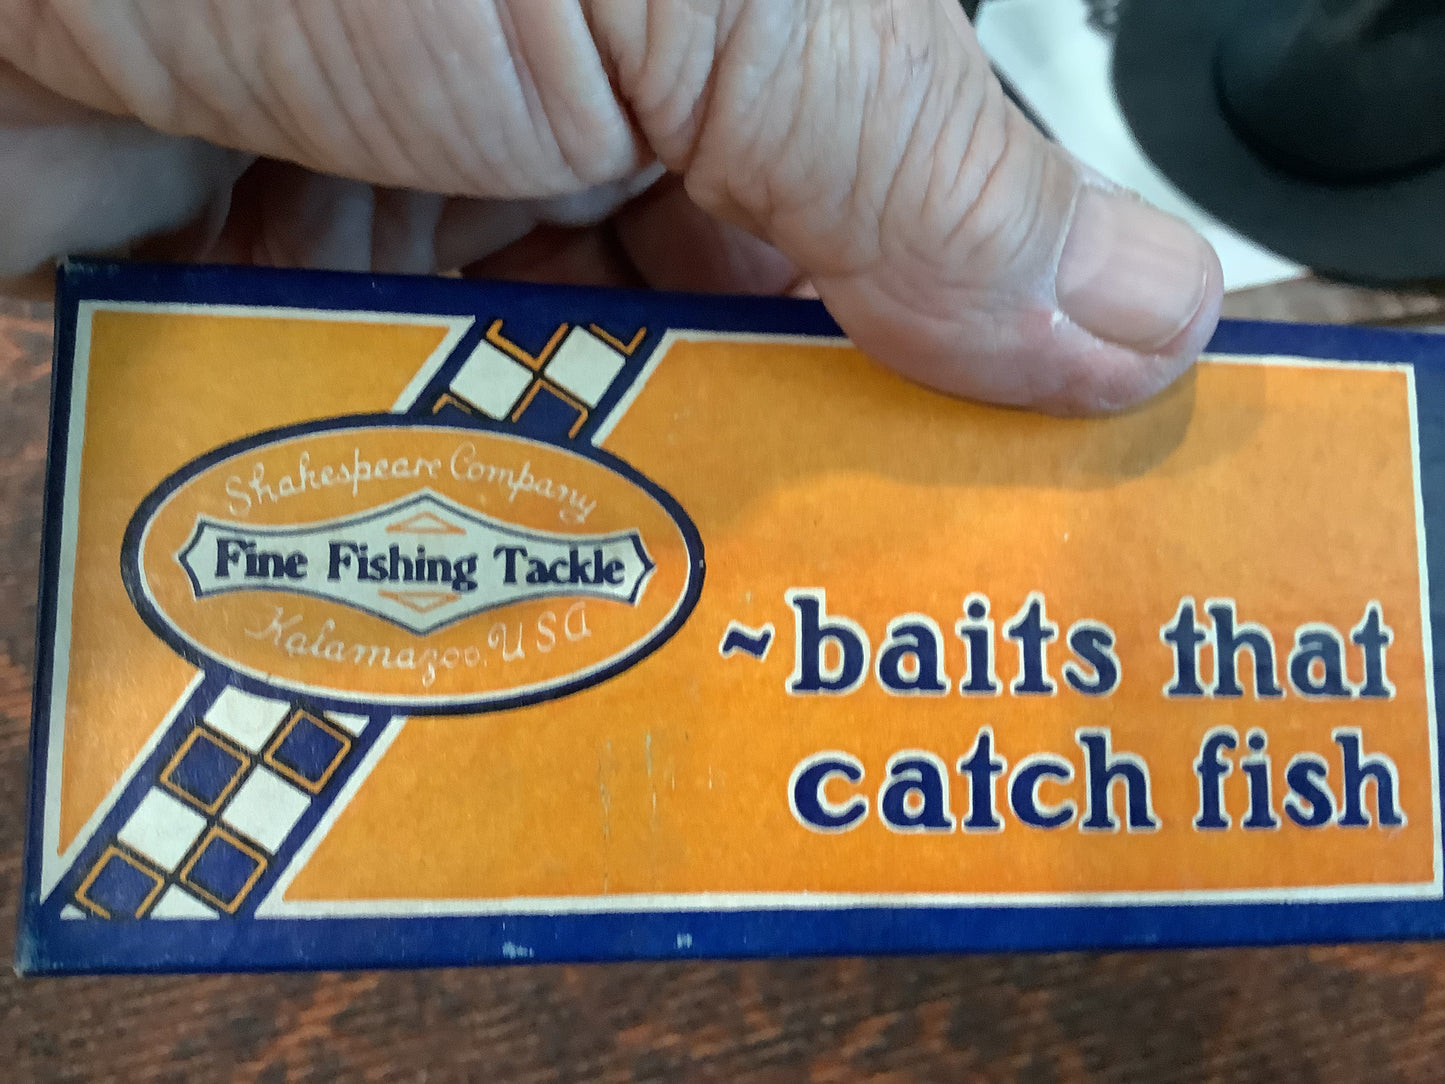 Shakespeare Company
Fine Fishing Tackle
Kalamazoo, U S A
~baits that
catch fish